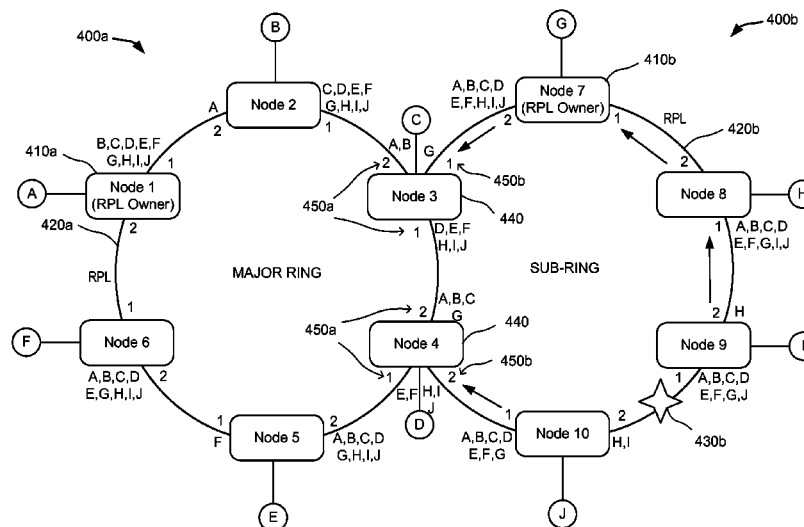 400a
B
G
400b
410b
Node 2
C,D,E,F
G,H,I,J
A
2
1
A,B,C,D
E,F,H,I,J
2
Node 7
(RPL Owner)
1
RPL
420b
410a
B,C,D,E,F
G,H,I,J
1
C
A,B
2
G
1
450b
2
A
Node 1
(RPL Owner)
2
450a
Node 3
440
Node 8
H
420a
1
D,E,F
H,I,J
1
A,B,C,D
E,F,G,I,J
RPL
MAJOR RING
SUB-RING
1
450a
2
A,B,C
G
2
H
F
Node 6
Node 4
440
Node 9
I
A,B,C,D
E,G,H,I,J
2
1
E,F
H,I
J
2
450b
1
A,B,C,D
E,F,G,J
1
F
Node 5
2
A,B,C,D
G,H,I,J
D
A,B,C,D
E,F,G
1
Node 10
2
H,I
430b
E
J